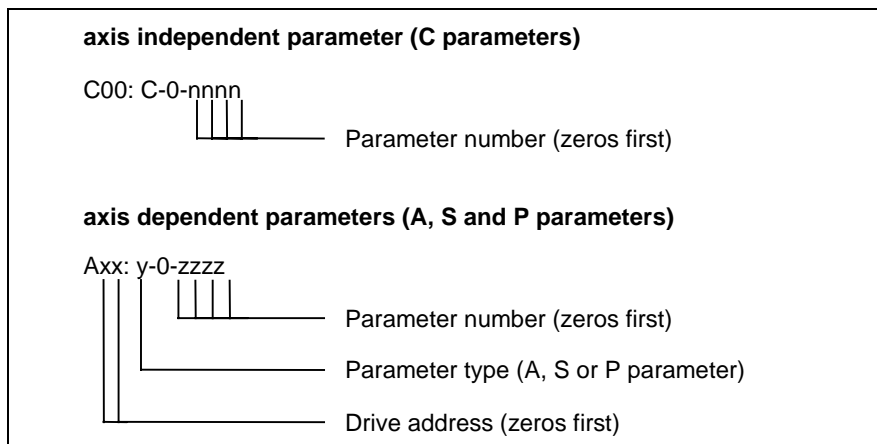 axis independent parameter (C parameters)
C00: C-0-nnnn
Parameter number (zeros first)
axis dependent parameters (A, S and P parameters)
Axx: y-0-zzzz
Parameter number (zeros first)
Parameter type (A, S or P parameter)
Drive address (zeros first)